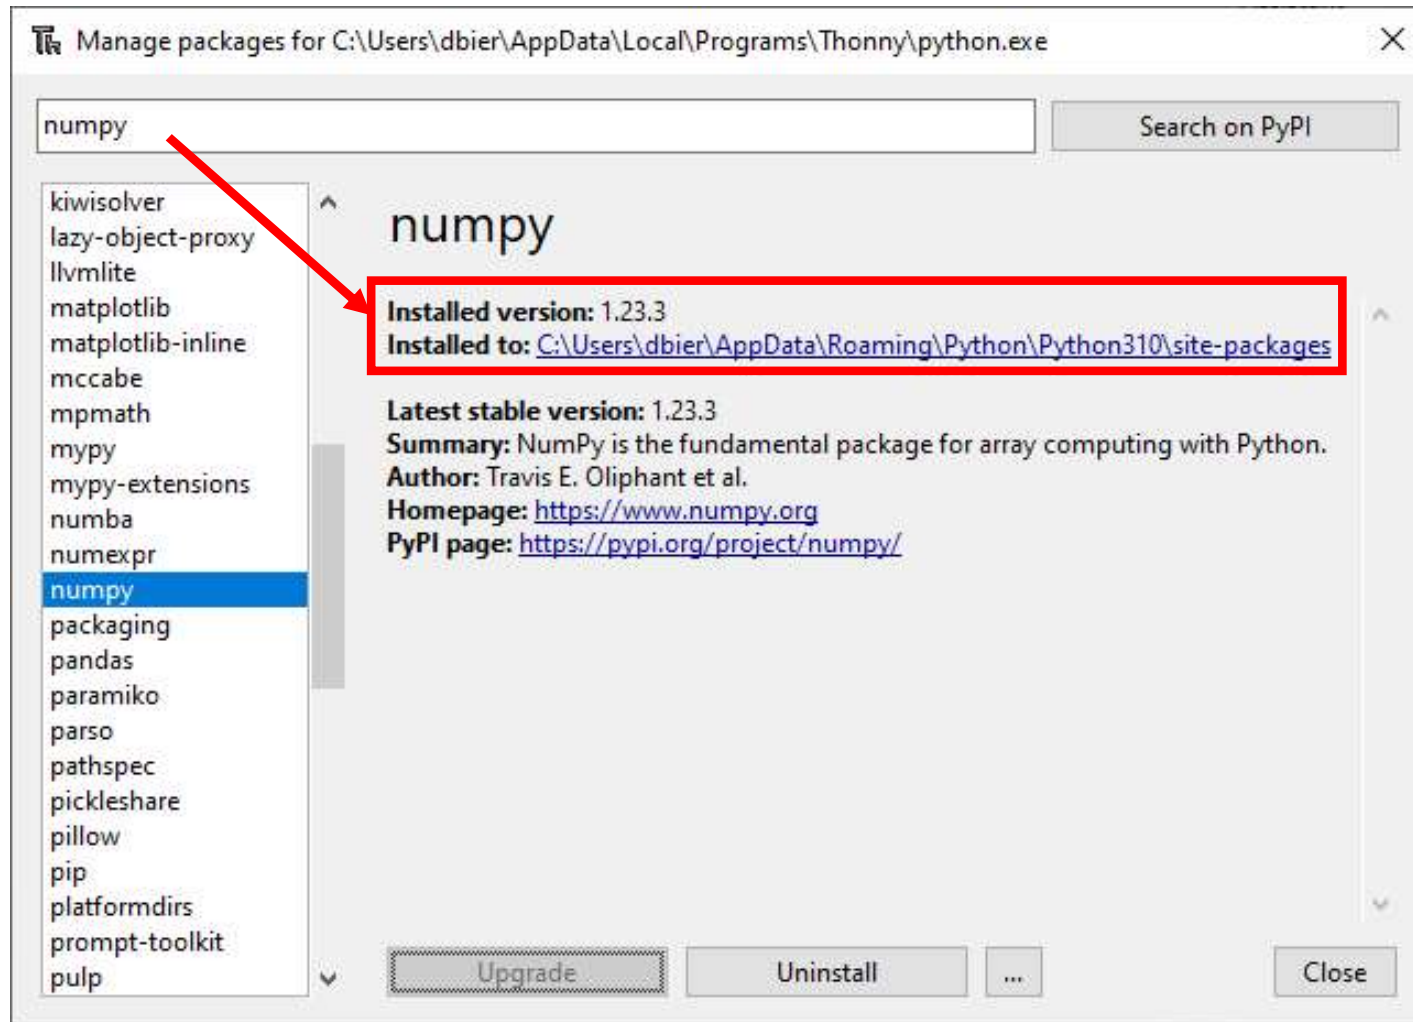 Th Manage packages for C:\Users\dbier\AppData\Local\Programs\Thonny\python.exe
numpy
Search on PyPI
kiwisolver
lazy-object-proxy
llvmlite
matplotlib
matplotlib-inline
mccabe
mpmath
mypy
mypy-extensions
numba
numexpr
numpy
packaging
pandas
paramiko
parso
pathspec
pickleshare
pillow
pip
platformdirs
prompt-toolkit
pulp
numpy
Installed version: 1.23.3
Installed to: C:\Users\dbier\AppData\Roaming\Python\Python310\site-packages
Latest stable version: 1.23.3
Summary: NumPy is the fundamental package for array computing with Python.
Author: Travis E. Oliphant et al.
Homepage: https://www.numpy.org
PyPI page: https://pypi.org/project/numpy/
Upgrade
Uninstall
...
Close